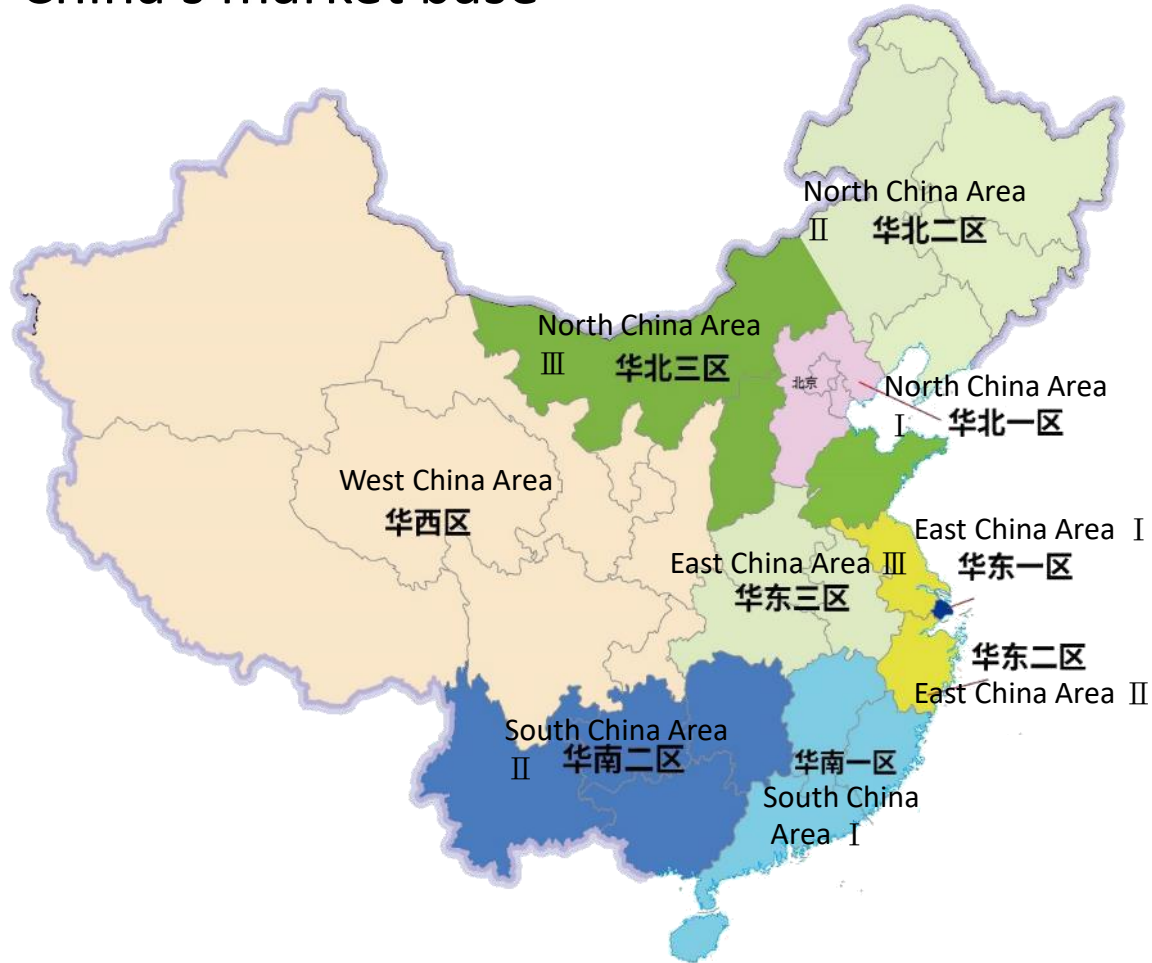 China's market base
North China Area
Ⅱ 华北二区
North China Area
Ⅲ 华北三区
北京
North China Area
Ⅰ 华北一区
West China Area
华西区
East China Area Ⅰ
华东一区
East China Area Ⅲ
华东三区
华东二区
East China Area Ⅱ
South China Area
Ⅱ 华南二区
华南一区
South China
Area Ⅰ